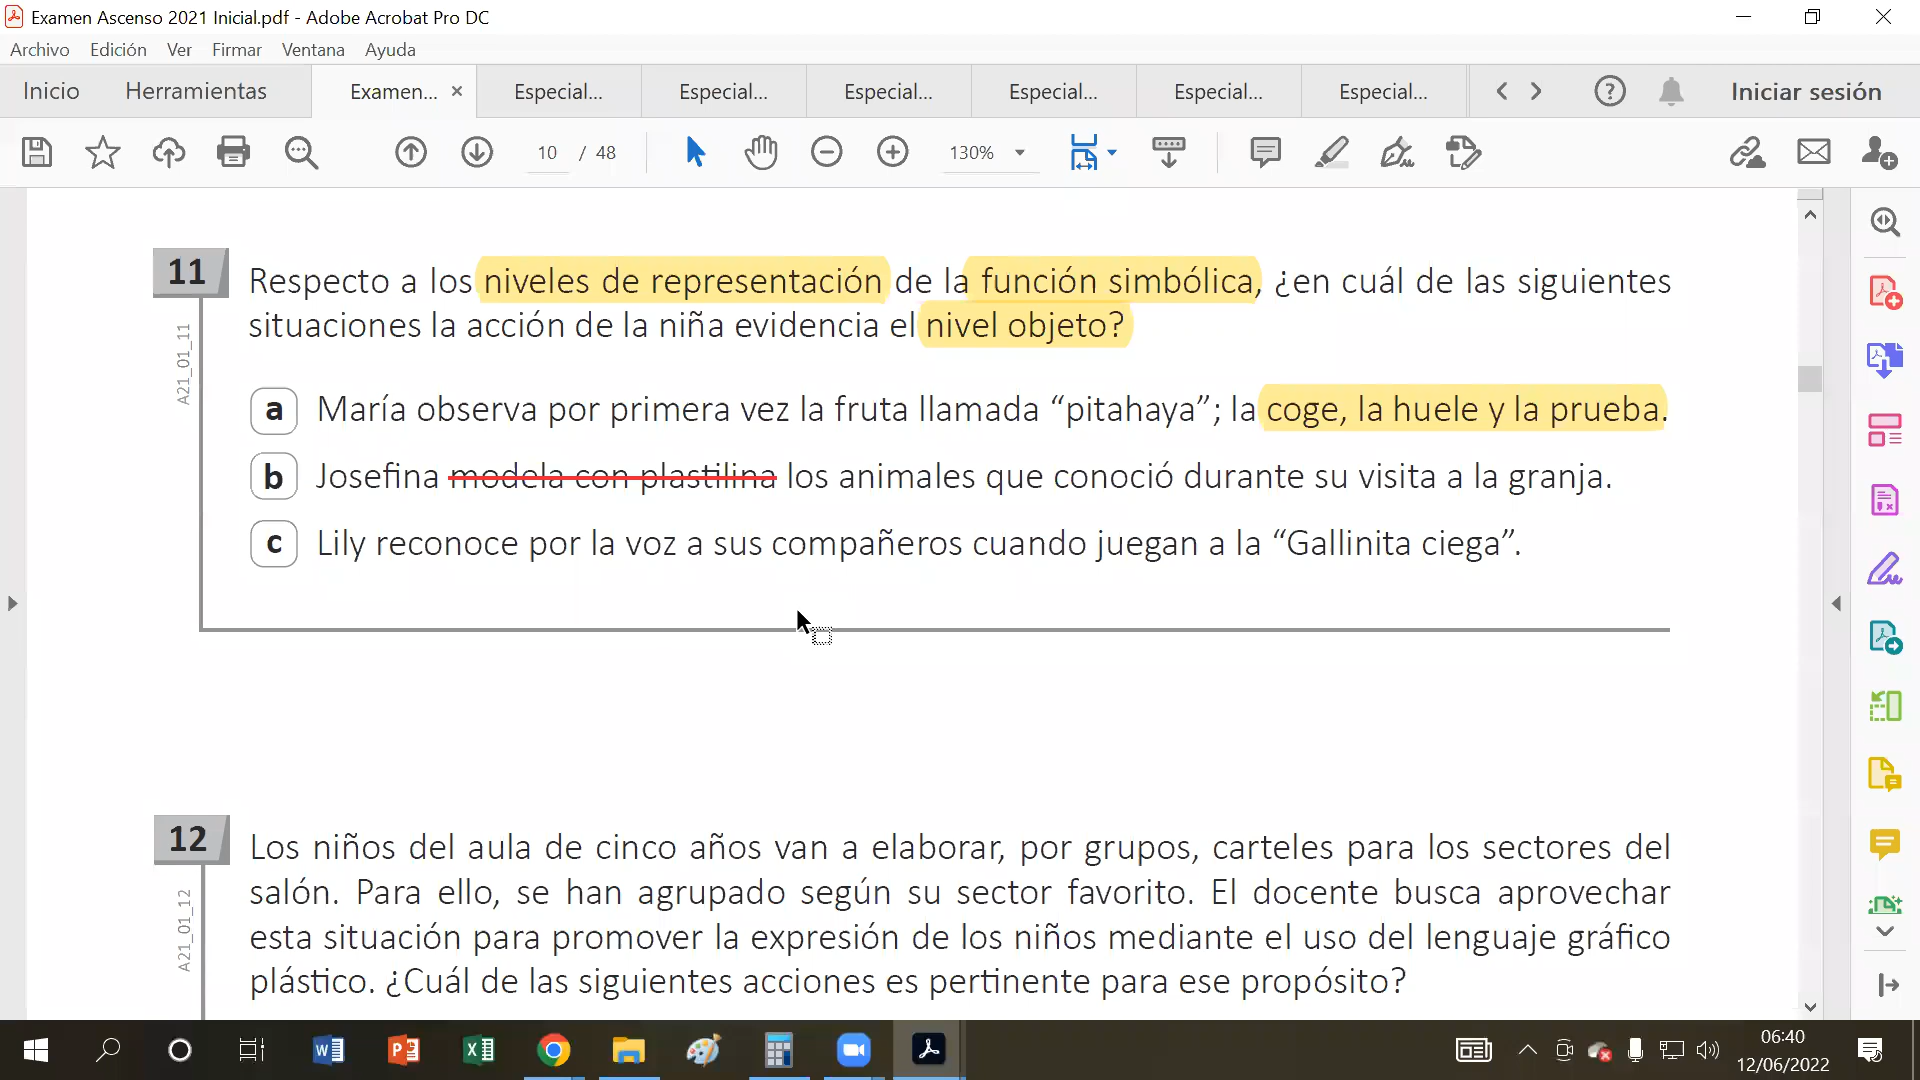 Examen Ascenso 2021 Inicial.pdf - Adobe Acrobat Pro DC
Archivo Edición Ver Firmar Ventana Ayuda
Inicio Herramientas Examen... × Especial... Especial... Especial... Especial... Especial... Especial... Iniciar sesión
10 / 48 130%
11 Respecto a los niveles de representación de la función simbólica, ¿en cuál de las siguientes
situaciones la acción de la niña evidencia el nivel objeto?
A21_01_11
a María observa por primera vez la fruta llamada “pitahaya”; la coge, la huele y la prueba.
b Josefina modela con plastilina los animales que conoció durante su visita a la granja.
c Lily reconoce por la voz a sus compañeros cuando juegan a la “Gallinita ciega”.
12 Los niños del aula de cinco años van a elaborar, por grupos, carteles para los sectores del
salón. Para ello, se han agrupado según su sector favorito. El docente busca aprovechar
esta situación para promover la expresión de los niños mediante el uso del lenguaje gráfico
plástico. ¿Cuál de las siguientes acciones es pertinente para ese propósito?
A21_01_12
06:40
12/06/2022